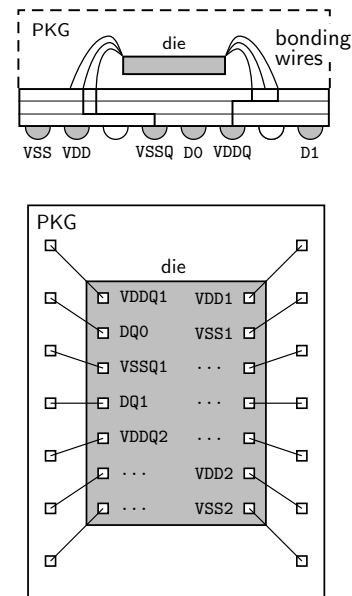 PKG
die
bonding
wires
VSS VDD VSSQ D0 VDDQ D1
PKG
die
VDDQ1 VDD1
DQ0 VSS1
VSSQ1 ...
DQ1 ...
VDDQ2 ...
... VDD2
... VSS2